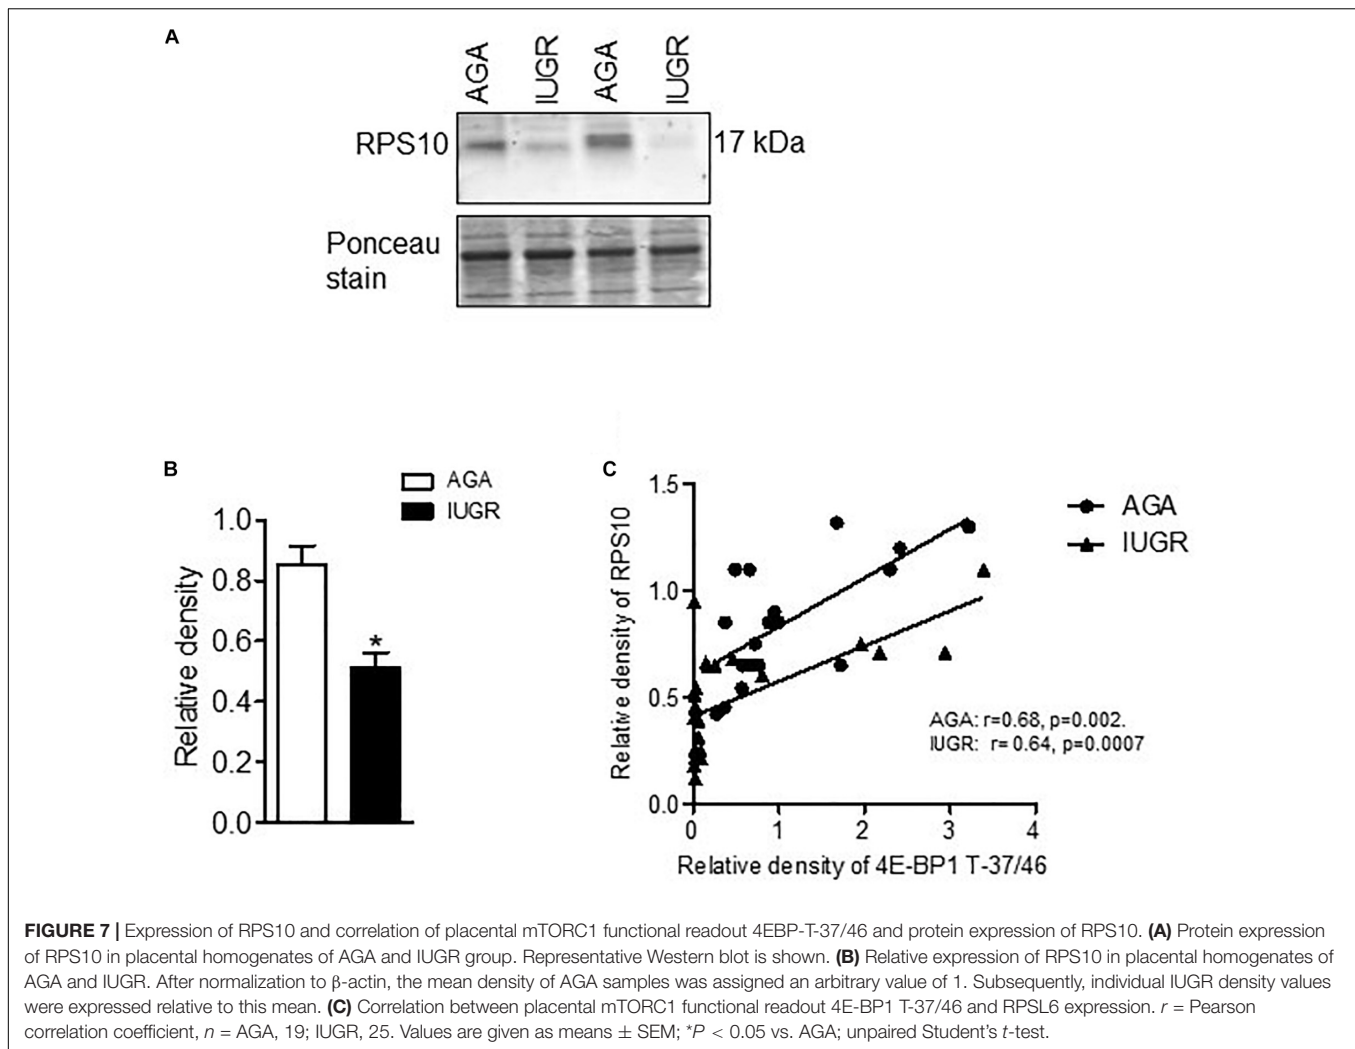 A
AGA IUGR AGA IUGR
RPS10 17 kDa
Ponceau
stain
B
AGA
IUGR
Relative density
1.0
0.8
0.6
*
0.4
0.2
0.0
C
AGA
IUGR
Relative density of RPS10
1.5
1.0
0.5
0.0
AGA: r=0.68, p=0.002.
IUGR: r=0.64, p=0.0007
0 1 2 3 4
Relative density of 4E-BP1 T-37/46
FIGURE 7 | Expression of RPS10 and correlation of placental mTORC1 functional readout 4EBP-T-37/46 and protein expression of RPS10. (A) Protein expression
of RPS10 in placental homogenates of AGA and IUGR group. Representative Western blot is shown. (B) Relative expression of RPS10 in placental homogenates of
AGA and IUGR. After normalization to β-actin, the mean density of AGA samples was assigned an arbitrary value of 1. Subsequently, individual IUGR density values
were expressed relative to this mean. (C) Correlation between placental mTORC1 functional readout 4E-BP1 T-37/46 and RPSL6 expression. r = Pearson
correlation coefficient, n = AGA, 19; IUGR, 25. Values are given as means ± SEM; *P < 0.05 vs. AGA; unpaired Student's t-test.